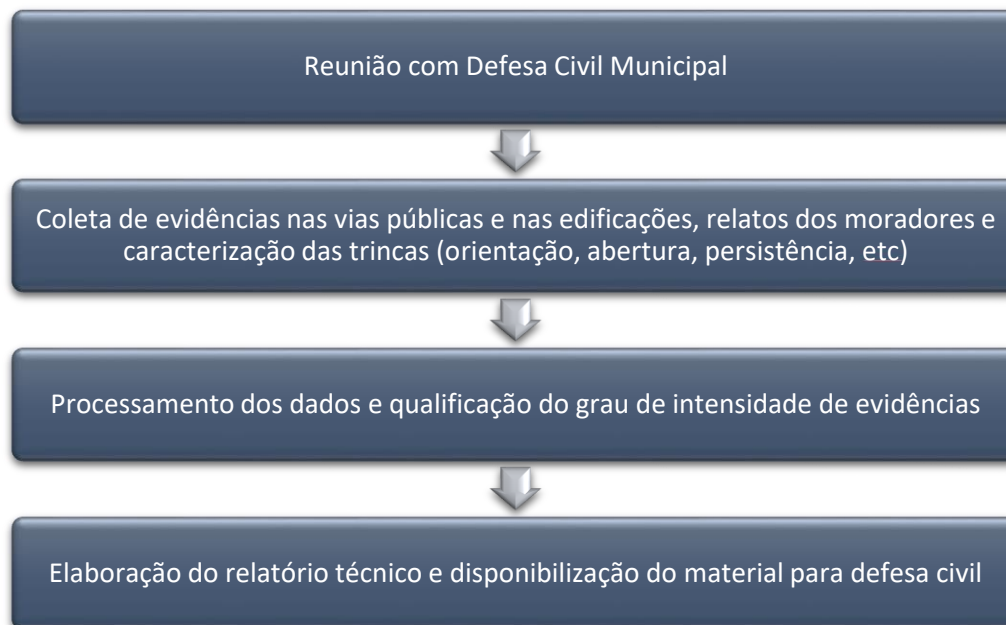 Reunião com Defesa Civil Municipal
Coleta de evidências nas vias públicas e nas edificações, relatos dos moradores e
caracterização das trincas (orientação, abertura, persistência, etc)
Processamento dos dados e qualificação do grau de intensidade de evidências
Elaboração do relatório técnico e disponibilização do material para defesa civil